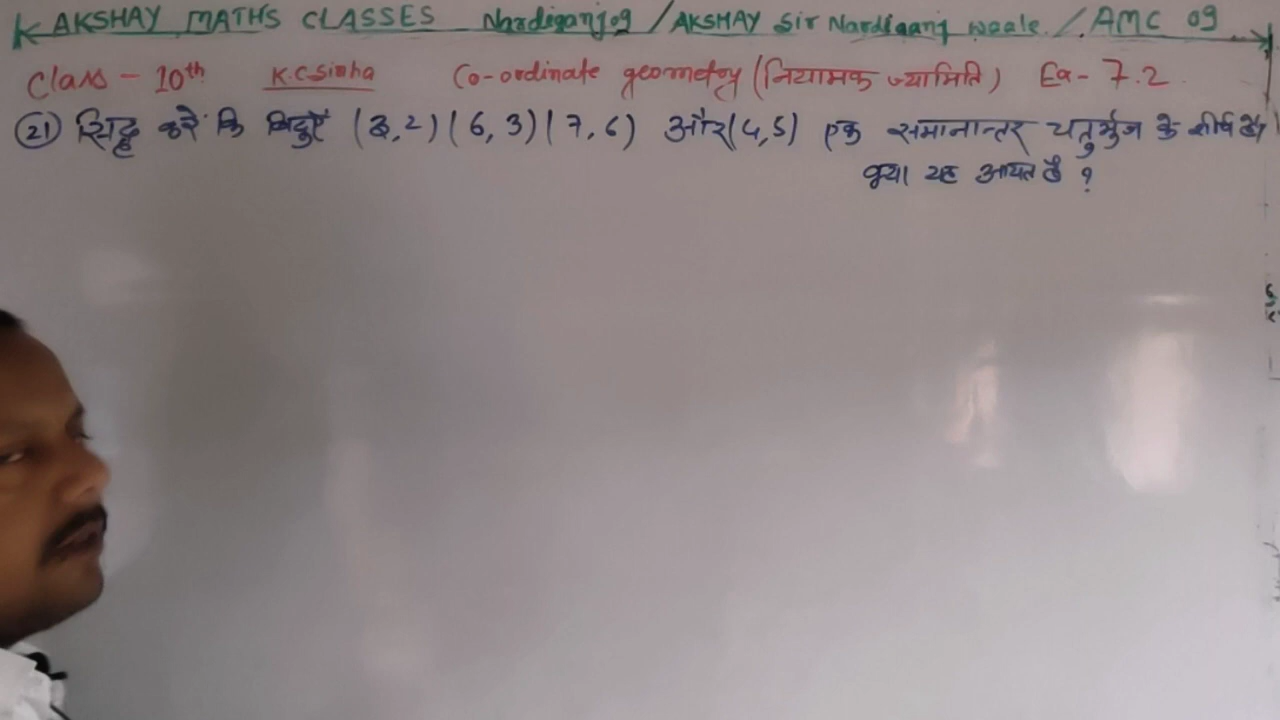 AKSHAY MATHS CLASSES Nardiganj09 / AKSHAY Sir Nardiganj waale / AMC 09
Class - 10th K.C.Sinha Co-ordinate geometry (नियामक ज्यामिति) Ex- 7.2
(21) सिद्ध करें कि बिंदुएँ (3,2) (6,3) (7,6) और (4,5) एक समानान्तर चतुर्भुज के शीर्ष है।
क्या यह आयत है ?